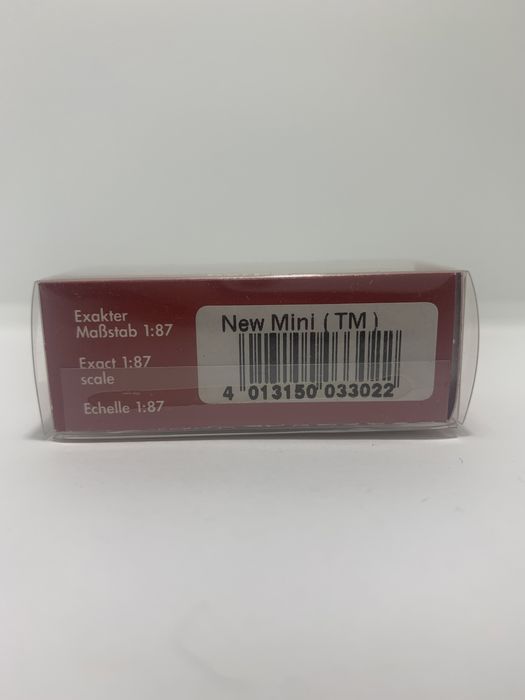 Exakter
Maßstab 1:87
Exact 1:87
scale
Echelle 1:87
New Mini ( TM )
4 013150 033022